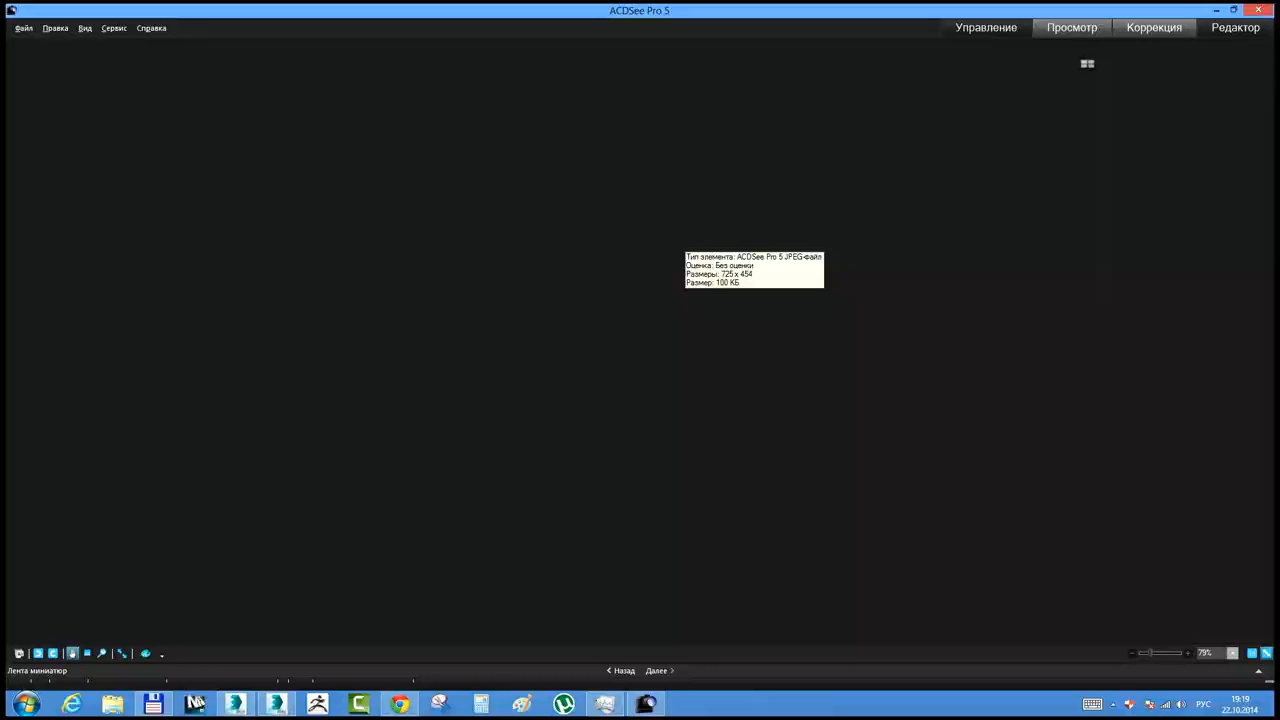 ACDSee Pro 5
Файл Правка Вид Сервис Справка
Управление Просмотр Коррекция Редактор
Тип элемента: ACDSee Pro 5 JPEG-файл
Оценка: Без оценки
Размеры: 725 x 454
Размер: 100 КБ
79%
Лента миниатюр
Назад Далее
РУС
19:19
22.10.2014